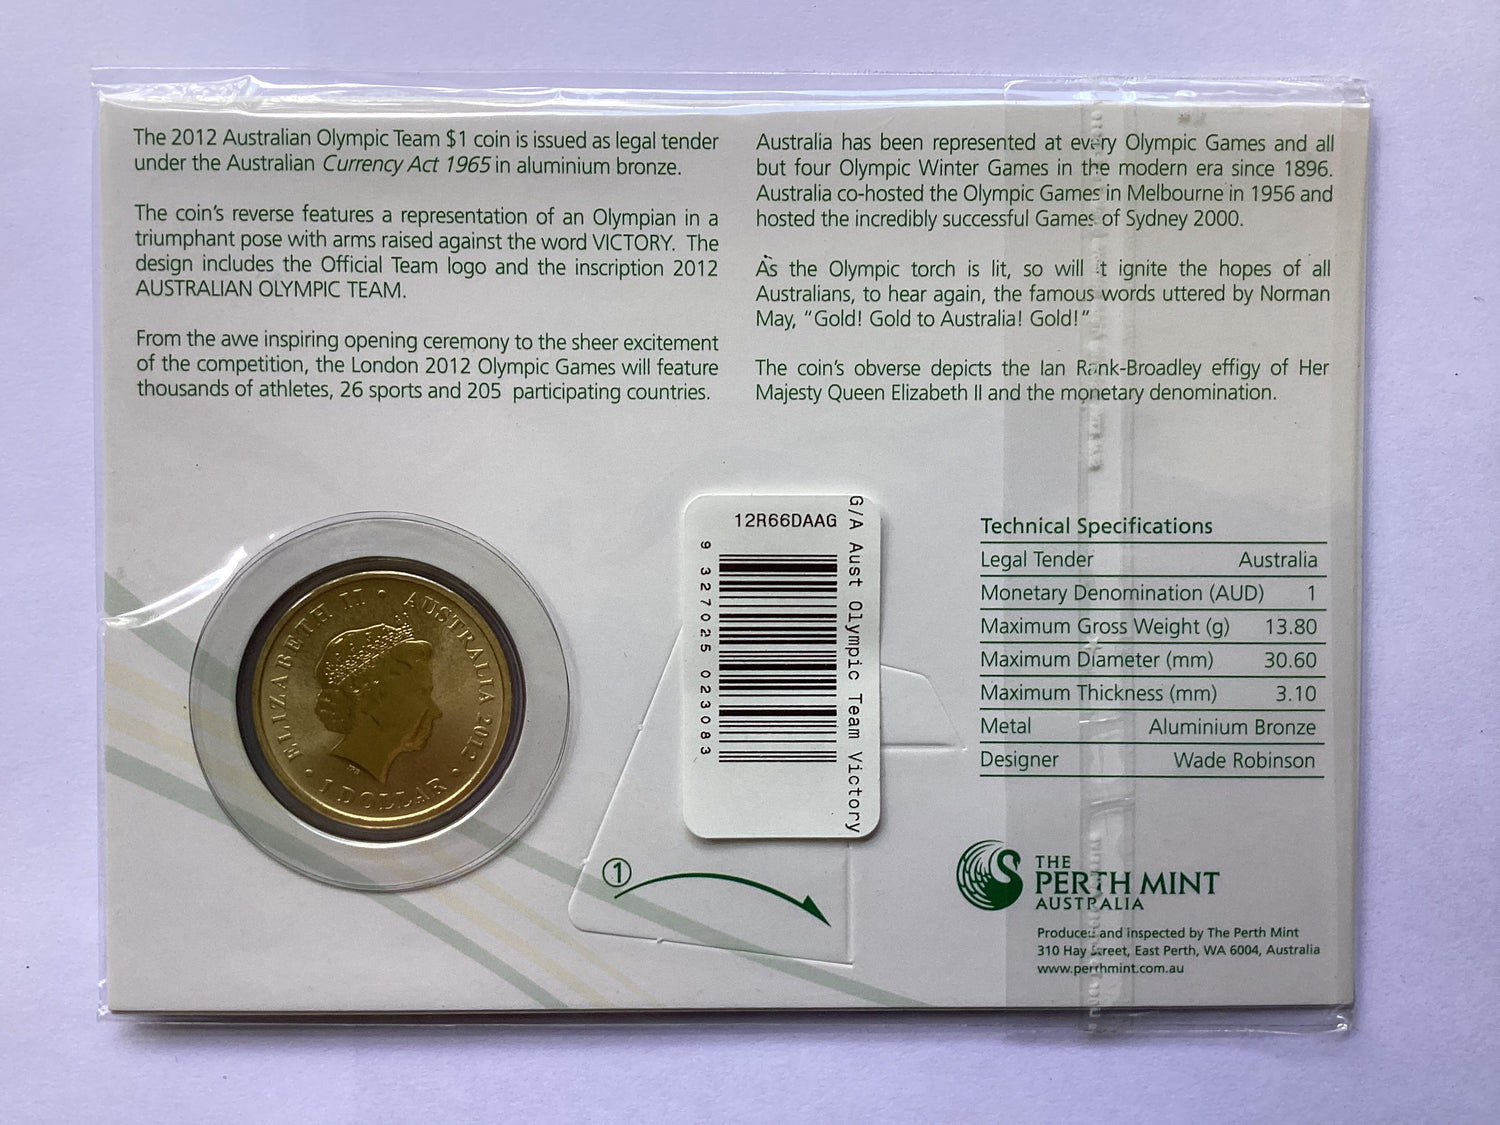 The 2012 Australian Olympic Team $1 coin is issued as legal tender
under the Australian Currency Act 1965 in aluminium bronze.
The coin's reverse features a representation of an Olympian in a
triumphant pose with arms raised against the word VICTORY. The
design includes the Official Team logo and the inscription 2012
AUSTRALIAN OLYMPIC TEAM.
From the awe inspiring opening ceremony to the sheer excitement
of the competition, the London 2012 Olympic Games will feature
thousands of athletes, 26 sports and 205 participating countries.
Australia has been represented at every Olympic Games and all
but four Olympic Winter Games in the modern era since 1896.
Australia co-hosted the Olympic Games in Melbourne in 1956 and
hosted the incredibly successful Games of Sydney 2000.
As the Olympic torch is lit, so will it ignite the hopes of all
Australians, to hear again, the famous words uttered by Norman
May, "Gold! Gold to Australia! Gold!"
The coin's obverse depicts the Ian Rank-Broadley effigy of Her
Majesty Queen Elizabeth II and the monetary denomination.
ELIZABETH II • AUSTRALIA 2012
• 1 DOLLAR •
12R66DAAG
9 327025 023083
G/A Aust Olympic Team Victory
1
Technical Specifications
Legal Tender Australia
Monetary Denomination (AUD) 1
Maximum Gross Weight (g) 13.80
Maximum Diameter (mm) 30.60
Maximum Thickness (mm) 3.10
Metal Aluminium Bronze
Designer Wade Robinson
THE
PERTH MINT
AUSTRALIA
Produced and inspected by The Perth Mint
310 Hay Street, East Perth, WA 6004, Australia
www.perthmint.com.au